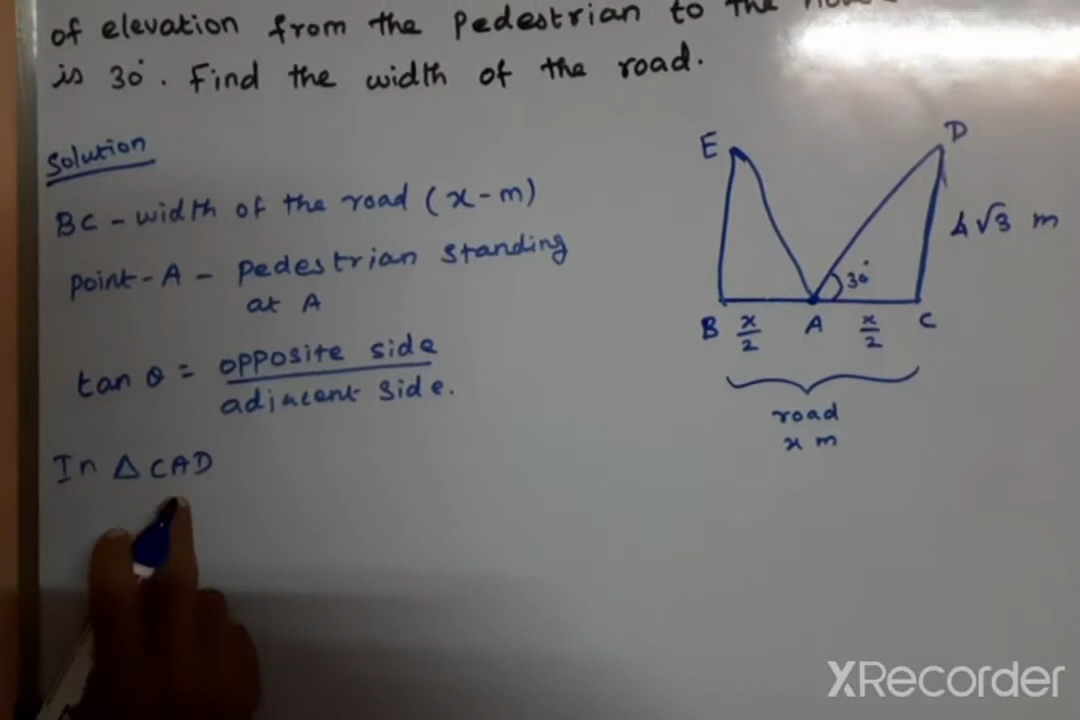 of elevation from the pedestrian to the
is 30°. Find the width of the road.
Solution
BC - width of the road (x-m)
point-A - pedestrian standing
at A
tan θ = opposite side
adjacent side.
In △ CAD
E
D
4√3 m
30°
B x/2 A x/2 C
road
x m
XRecorder